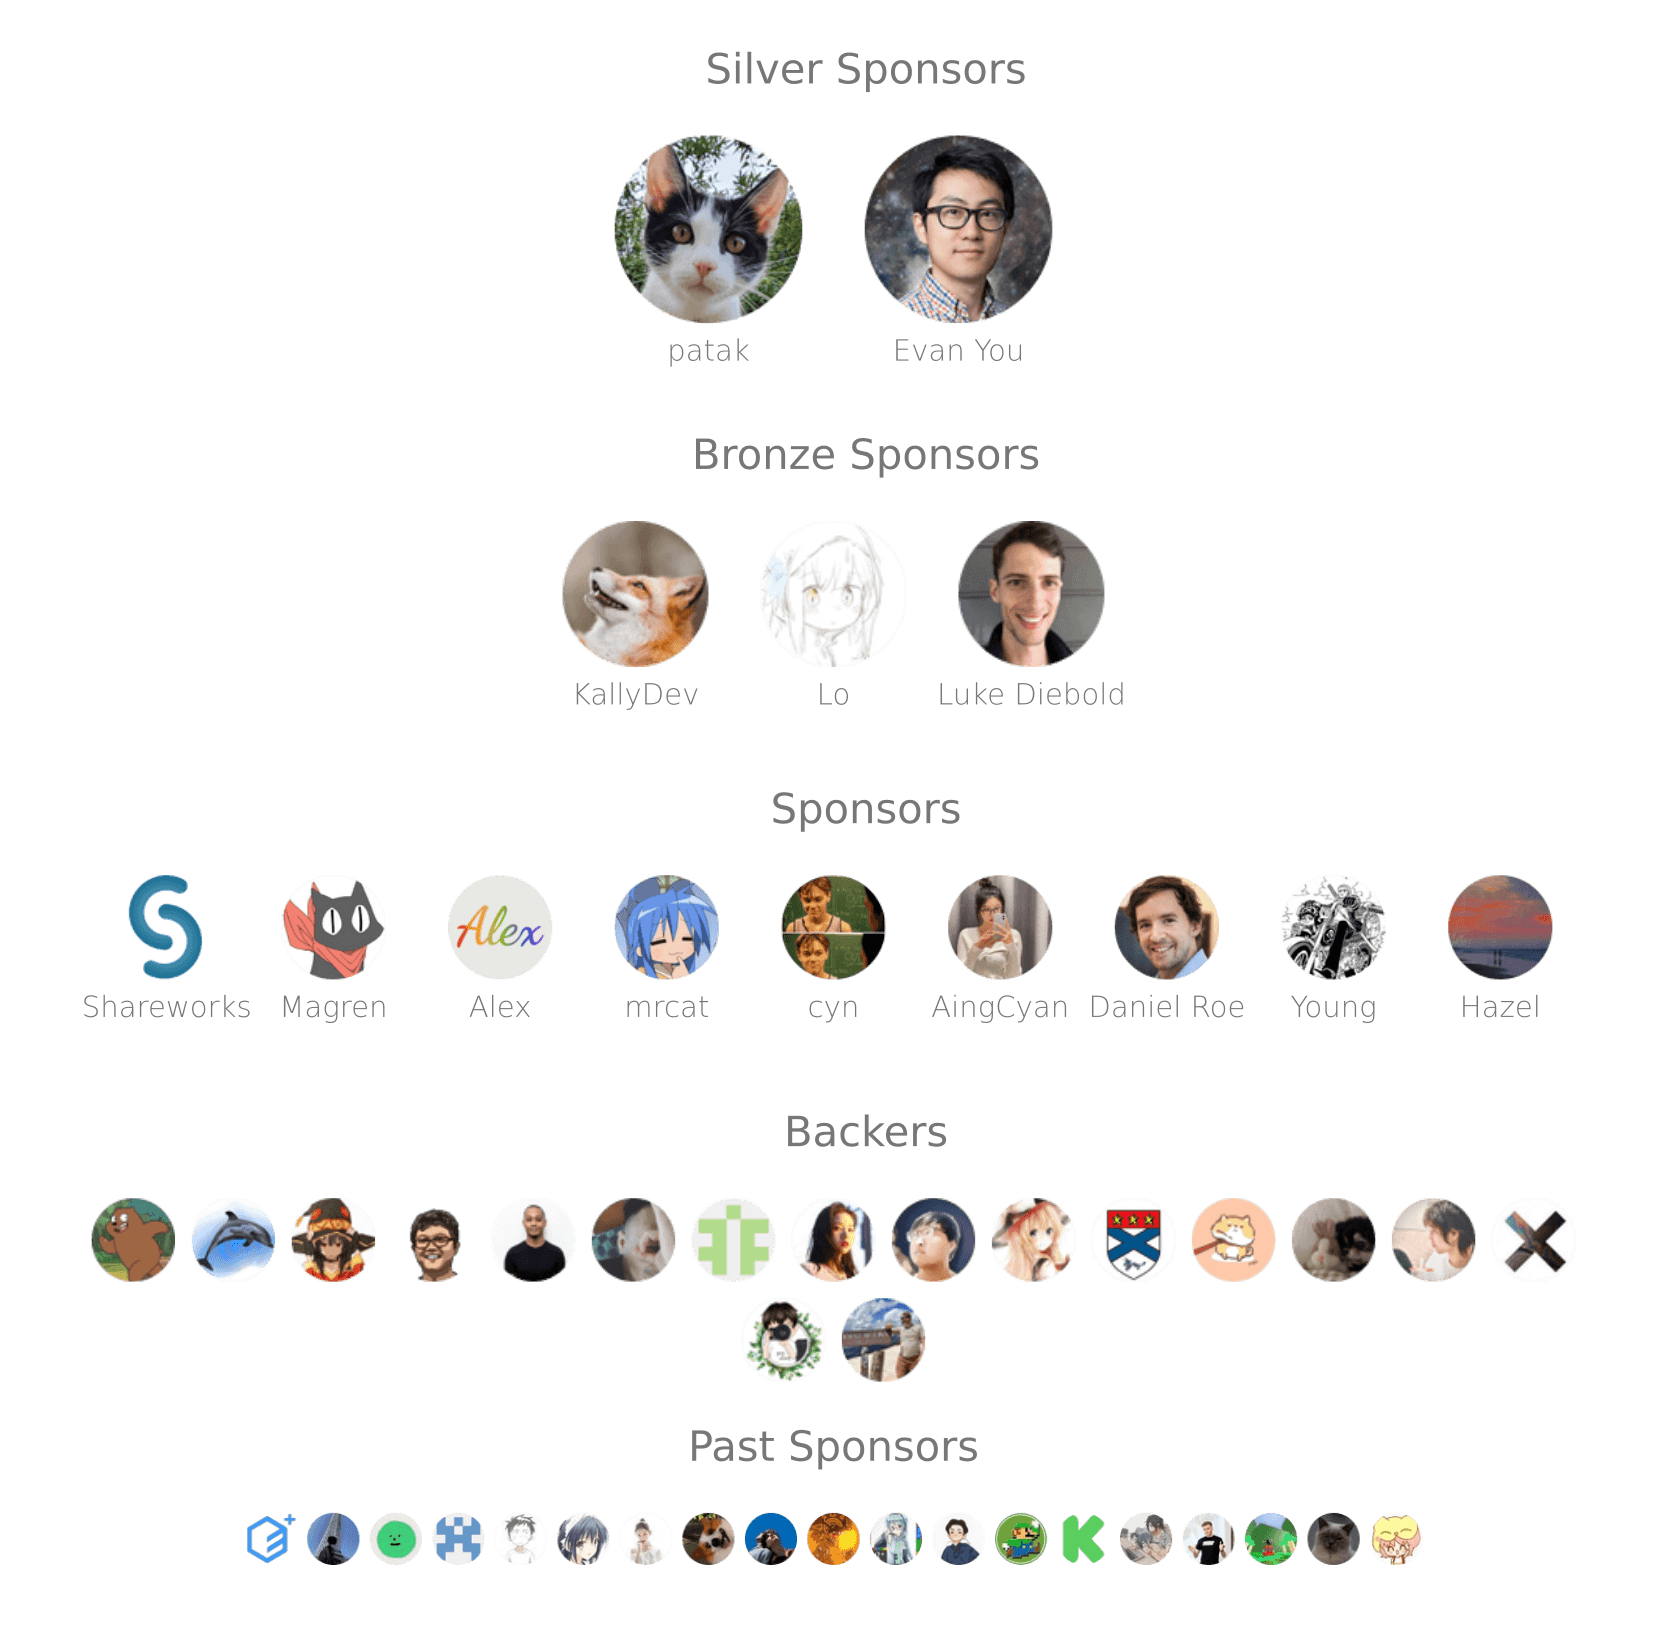 Silver Sponsors
patak Evan You
Bronze Sponsors
KallyDev Lo Luke Diebold
Sponsors
Alex
Shareworks Magren Alex mrcat cyn AingCyan Daniel Roe Young Hazel
Backers
Past Sponsors